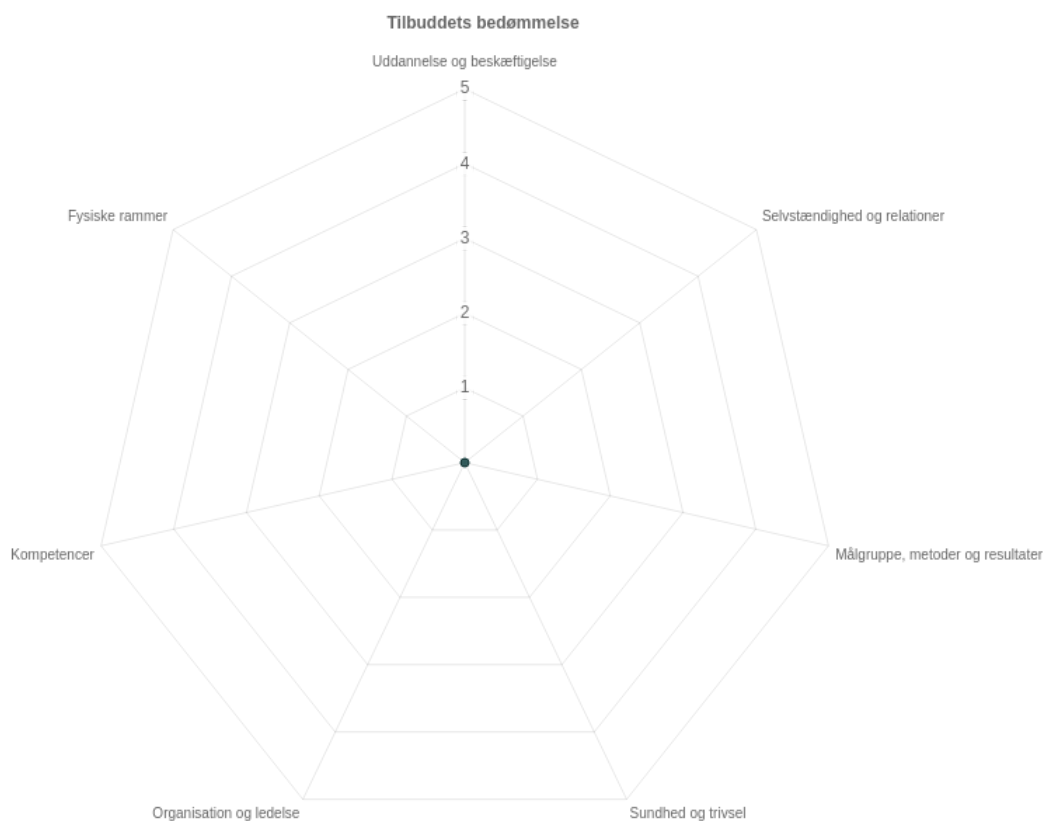 Tilbuddets bedømmelse
Uddannelse og beskæftigelse
5
4
Fysiske rammer
Selvstændighed og relationer
3
2
1
Kompetencer
Målgruppe, metoder og resultater
Organisation og ledelse
Sundhed og trivsel